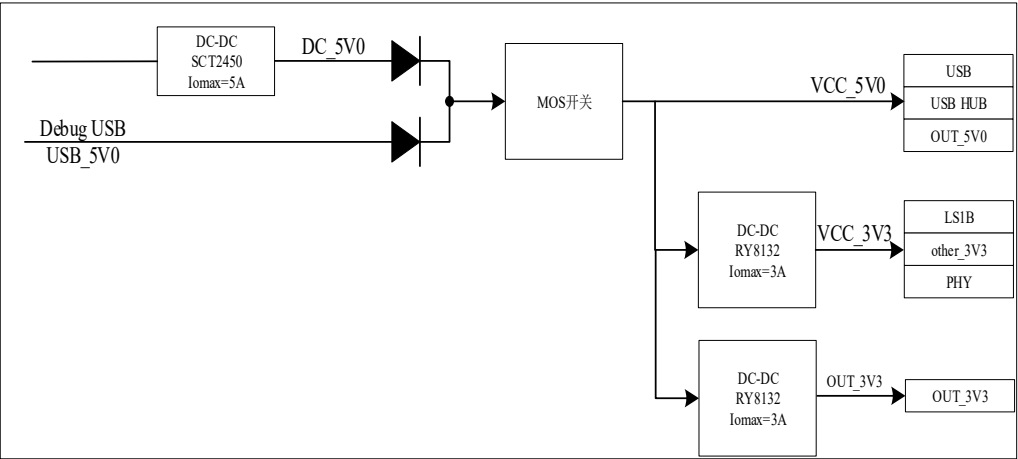 DC-DC
SCT2450
Iomax=5A
DC_5V0
Debug USB
USB_5V0
MOS开关
VCC_5V0
USB
USB HUB
OUT_5V0
DC-DC
RY8132
Iomax=3A
VCC_3V3
LS1B
other_3V3
PHY
DC-DC
RY8132
Iomax=3A
OUT_3V3
OUT_3V3